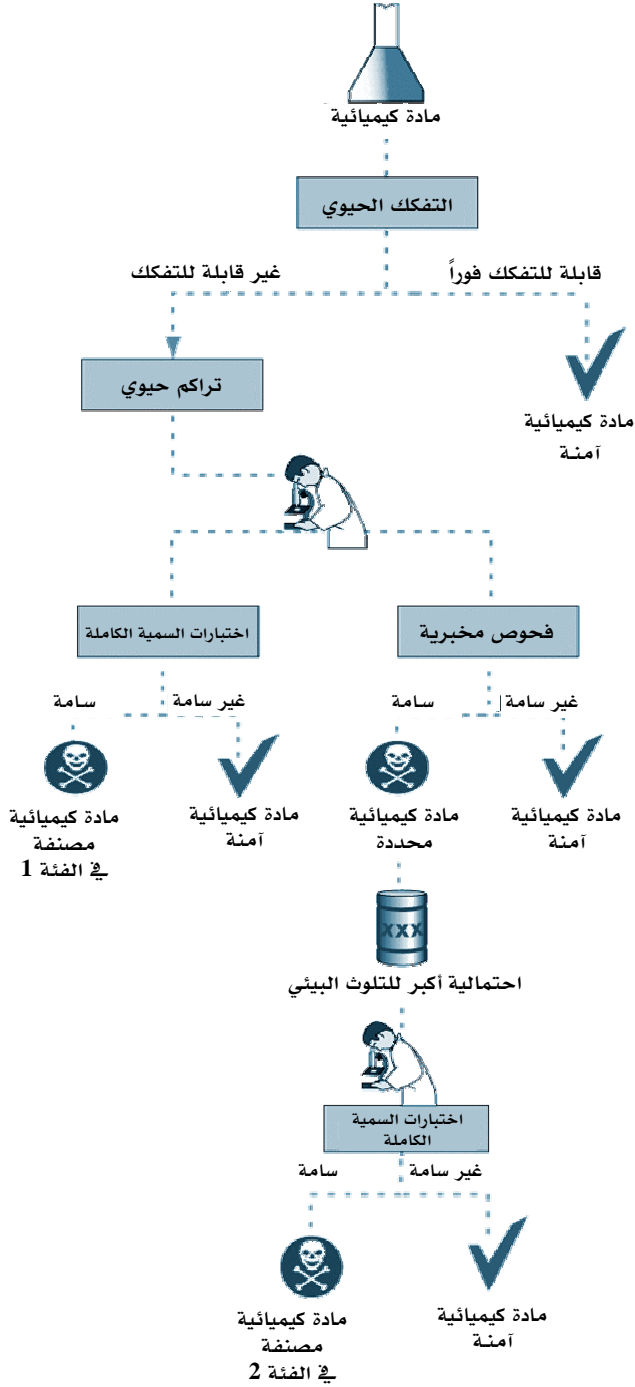 مادة كيميائية
التفكك الحيوي
قابلة للتفكك فوراً
غير قابلة للتفكك
مادة كيميائية
آمنة
تراكم حيوي
فحوص مخبرية
اختبارات السمية الكاملة
غير سامة
سامة
غير سامة
سامة
مادة كيميائية
آمنة
مادة كيميائية
محددة
مادة كيميائية
آمنة
مادة كيميائية
مصنفة
في الفئة 1
XXX
احتمالية أكبر للتلوث البيئي
اختبارات السمية
الكاملة
غير سامة
سامة
مادة كيميائية
آمنة
مادة كيميائية
مصنفة
في الفئة 2